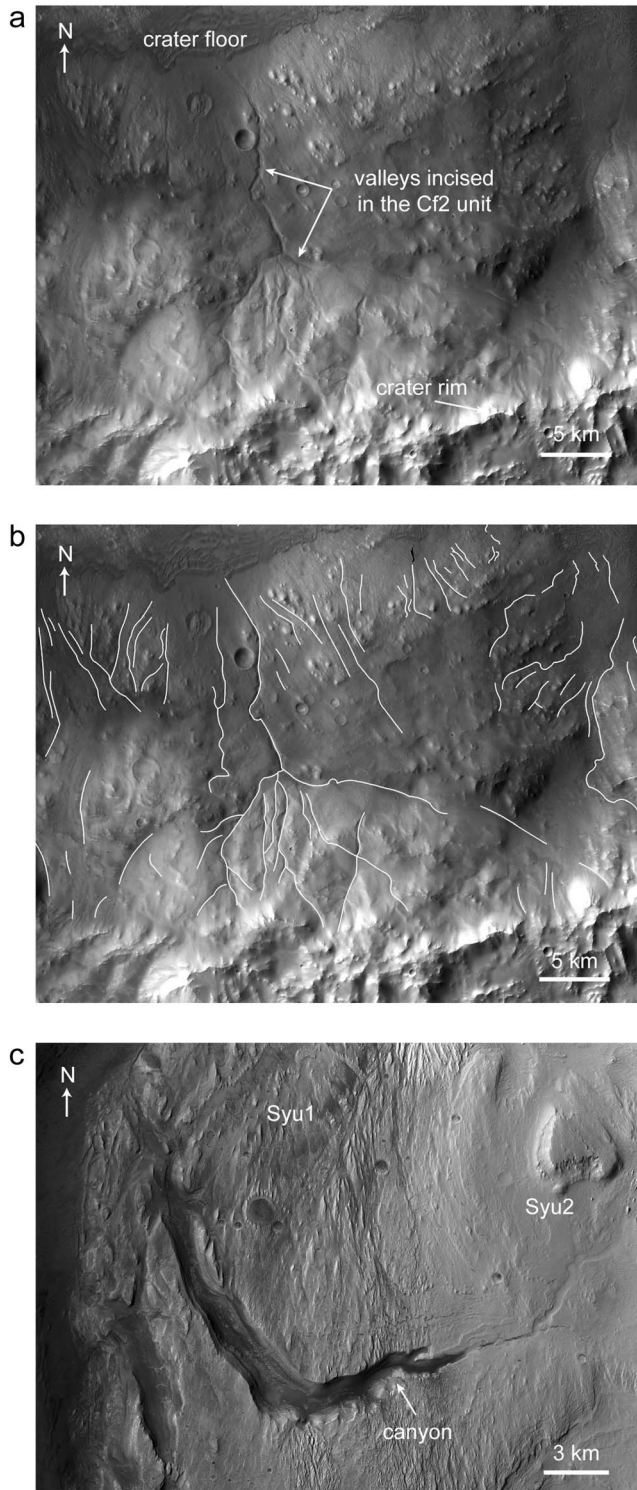 a
N
crater floor
valleys incised
in the Cf2 unit
crater rim
5 km
b
N
5 km
c
N
Syu1
Syu2
canyon
3 km